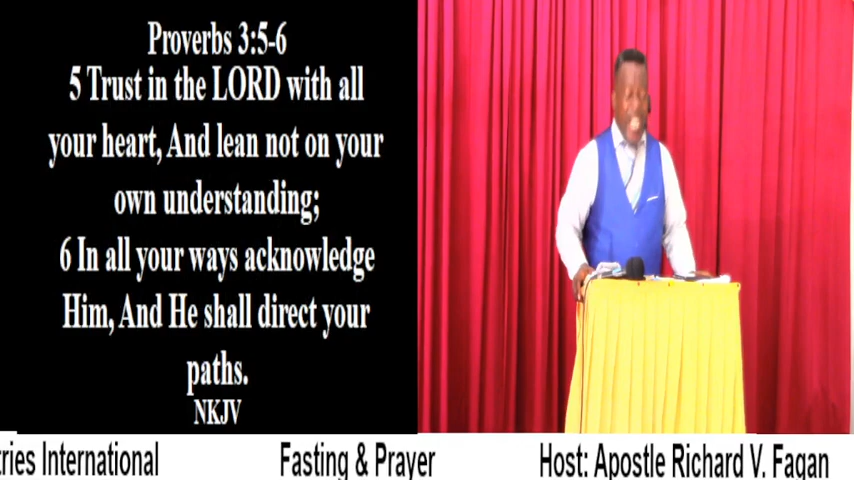 Proverbs 3:5-6
5 Trust in the LORD with all
your heart, And lean not on your
own understanding;
6 In all your ways acknowledge
Him, And He shall direct your
paths.
NKJV
tries International Fasting & Prayer Host: Apostle Richard V. Fagan